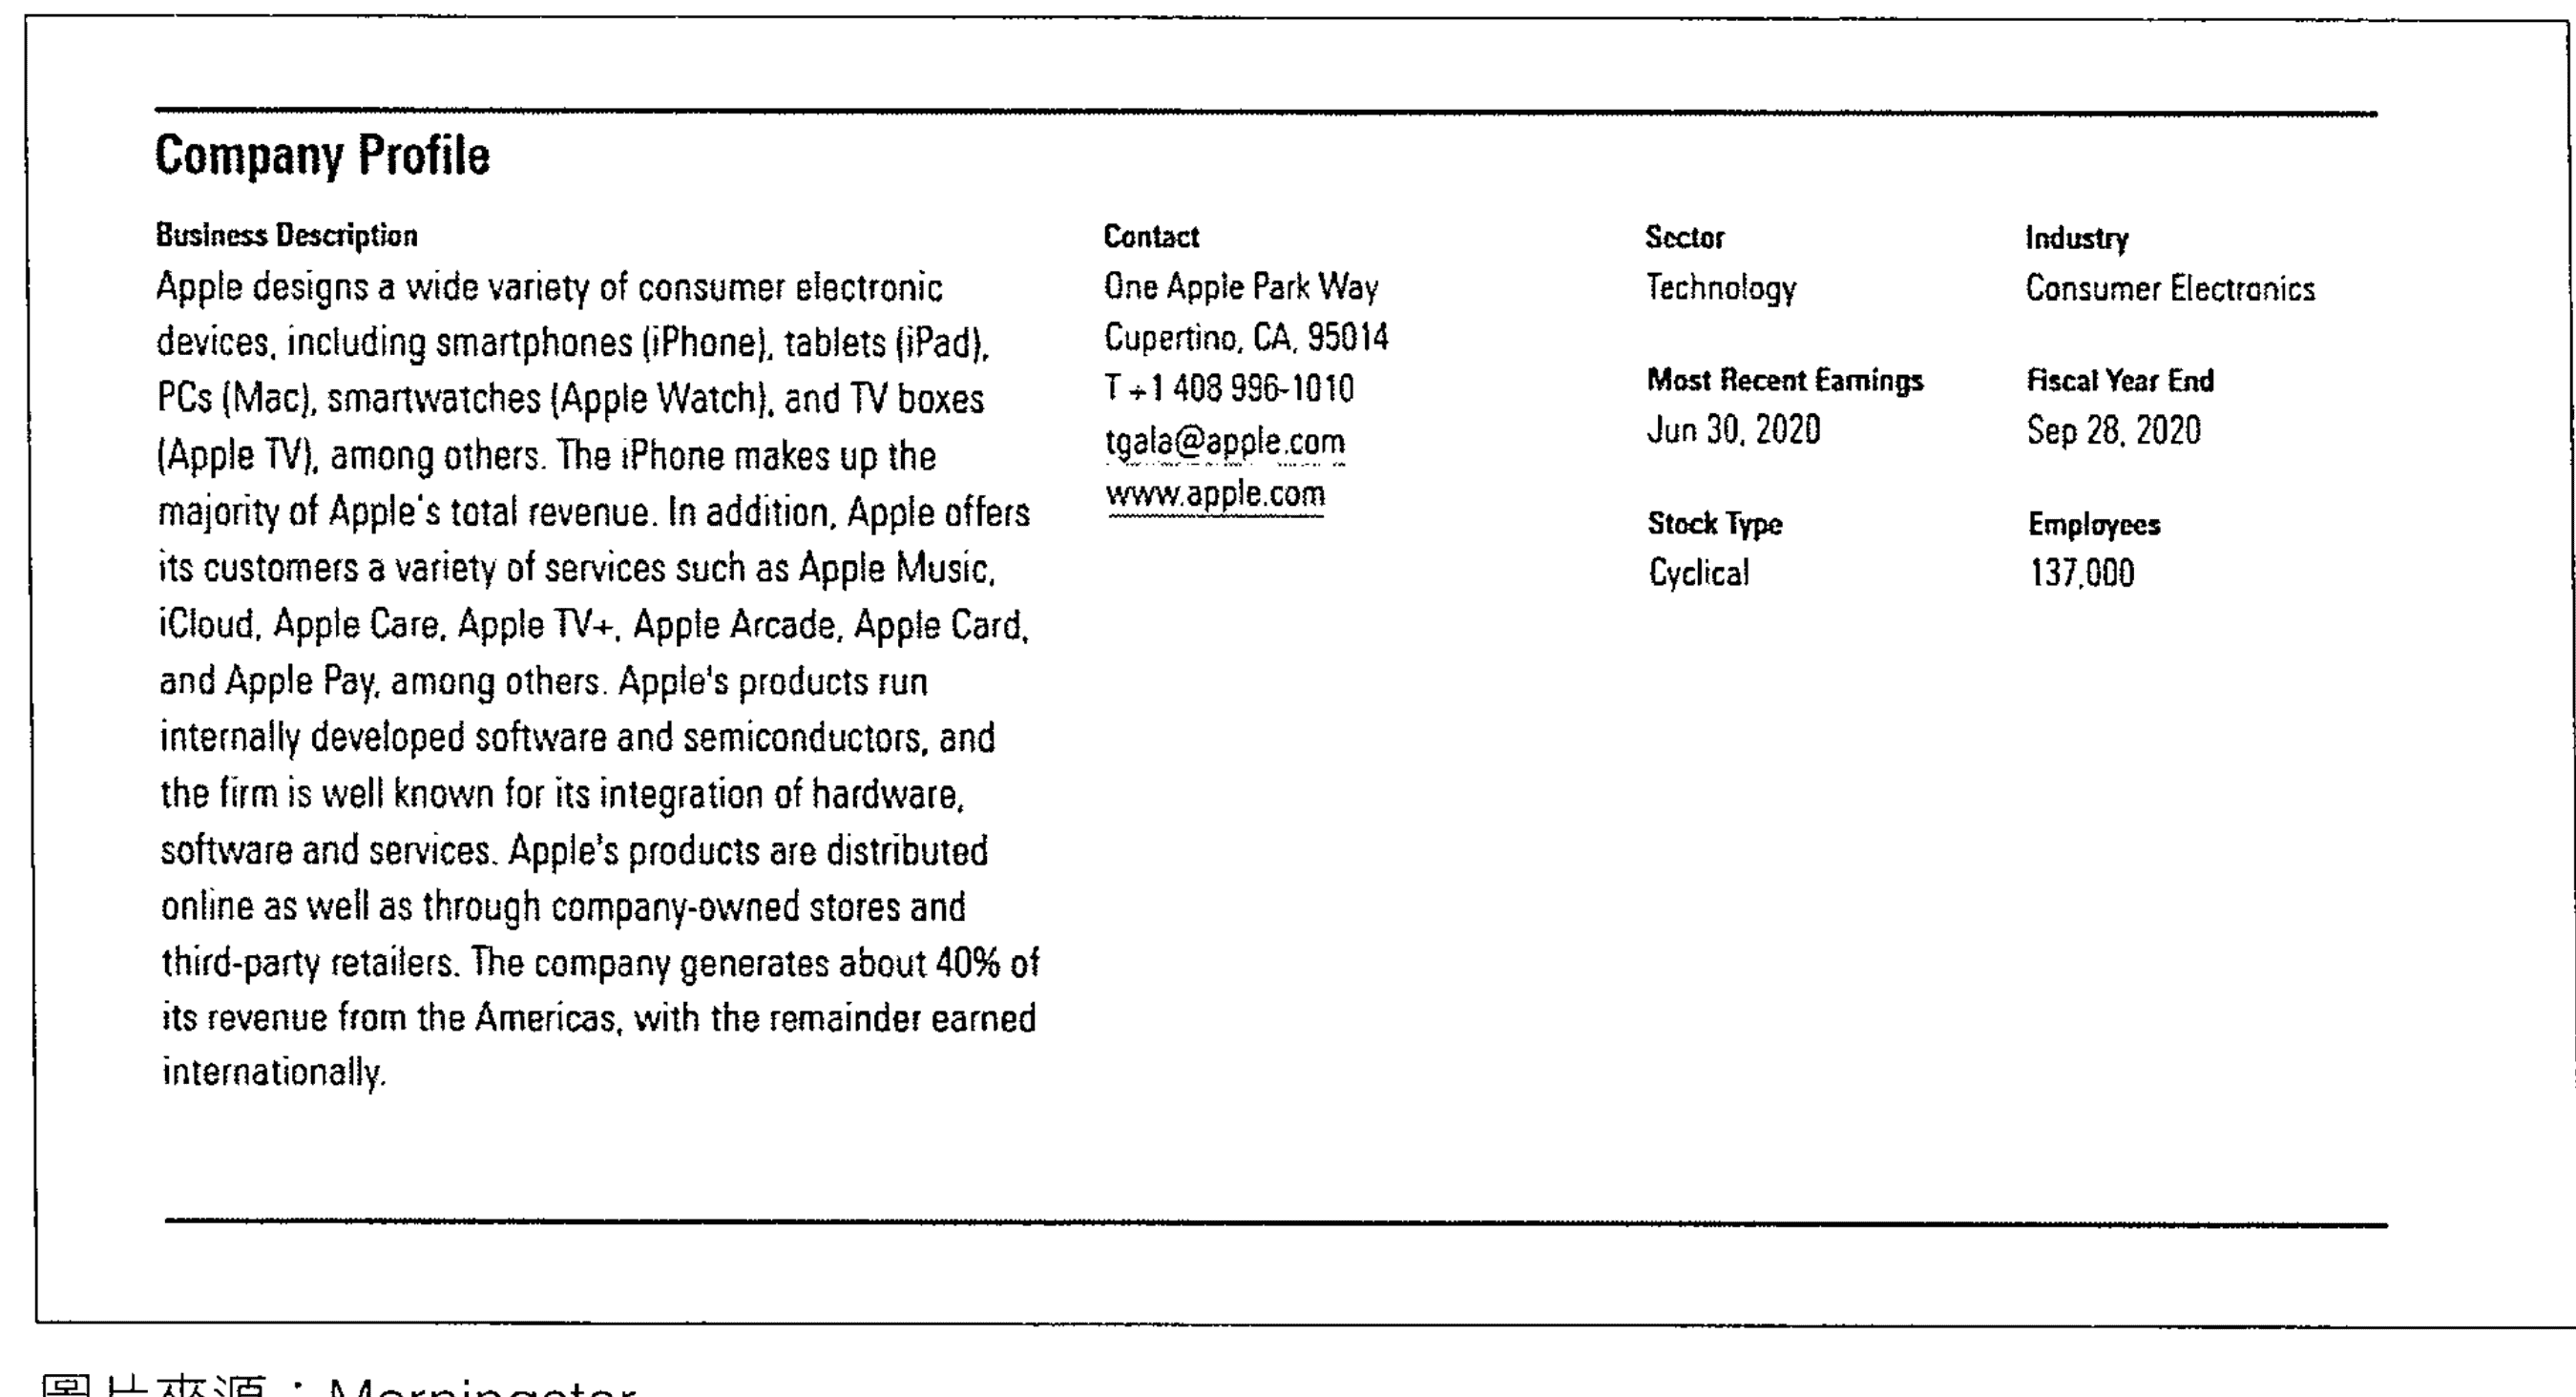 Company Profile
Business Description
Apple designs a wide variety of consumer electronic
devices, including smartphones (iPhone), tablets (iPad),
PCs (Mac), smartwatches (Apple Watch), and TV boxes
(Apple TV), among others. The iPhone makes up the
majority of Apple's total revenue. In addition, Apple offers
its customers a variety of services such as Apple Music,
iCloud, Apple Care, Apple TV+, Apple Arcade, Apple Card,
and Apple Pay, among others. Apple's products run
internally developed software and semiconductors, and
the firm is well known for its integration of hardware,
software and services. Apple's products are distributed
online as well as through company-owned stores and
third-party retailers. The company generates about 40% of
its revenue from the Americas, with the remainder earned
internationally.
Contact
One Apple Park Way
Cupertino, CA, 95014
T +1 408 996-1010
tgala@apple.com
www.apple.com
Sector
Technology
Industry
Consumer Electronics
Most Recent Earnings
Jun 30, 2020
Fiscal Year End
Sep 28, 2020
Stock Type
Cyclical
Employees
137,000
圖片來源：Morningstar